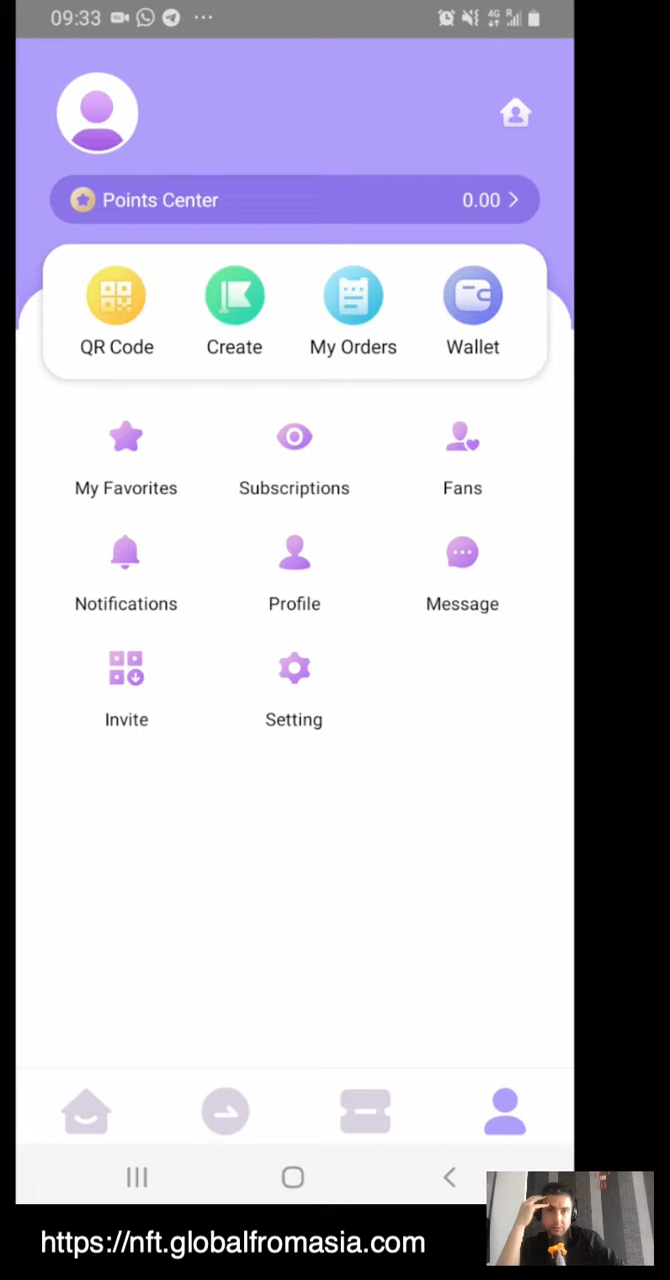 09:33 4G R
Points Center 0.00
QR Code Create My Orders Wallet
My Favorites Subscriptions Fans
Notifications Profile Message
Invite Setting
https://nft.globalfromasia.com